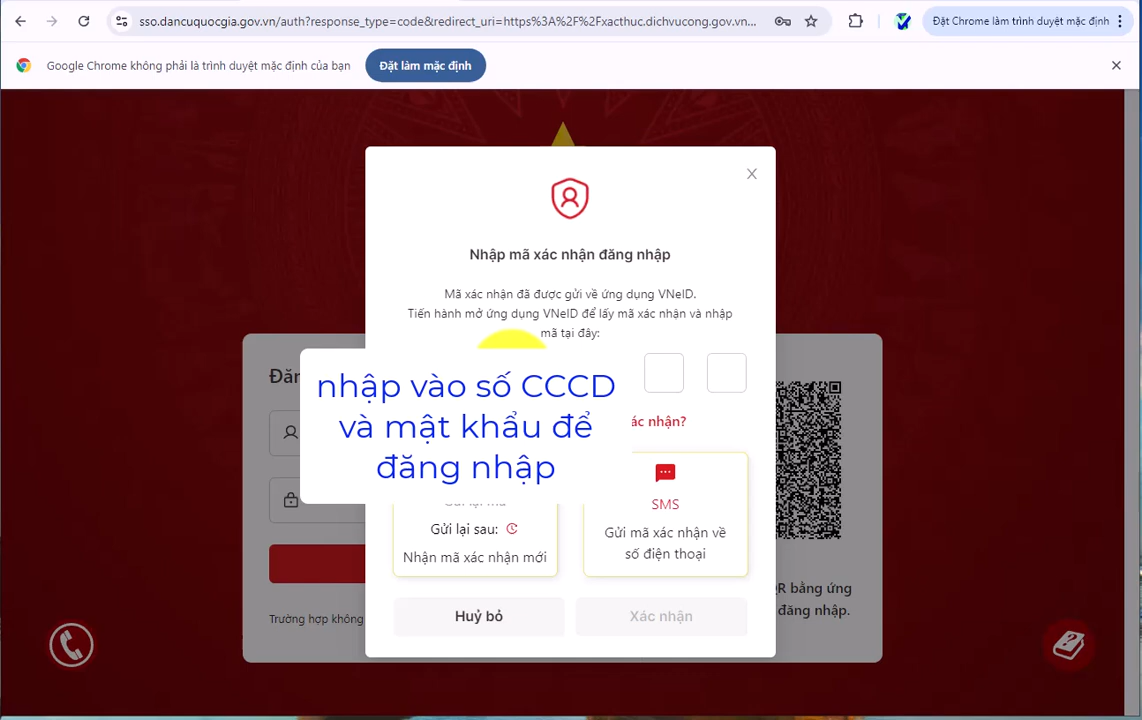 sso.dancuquocgia.gov.vn/auth?response_type=code&redirect_uri=https%3A%2F%2Fxacthuc.dichvucong.gov.vn...
Đặt Chrome làm trình duyệt mặc định
Google Chrome không phải là trình duyệt mặc định của bạn
Đặt làm mặc định
Nhập mã xác nhận đăng nhập
Mã xác nhận đã được gửi về ứng dụng VNeID.
Tiến hành mở ứng dụng VNeID để lấy mã xác nhận và nhập
mã tại đây:
Đăn
nhập vào số CCCD
và mật khẩu để
đăng nhập
ác nhận?
SMS
Gửi mã xác nhận về
số điện thoại
Gửi lại sau:
Nhận mã xác nhận mới
QR bằng ứng
đăng nhập.
Huỷ bỏ
Xác nhận
Trường hợp không